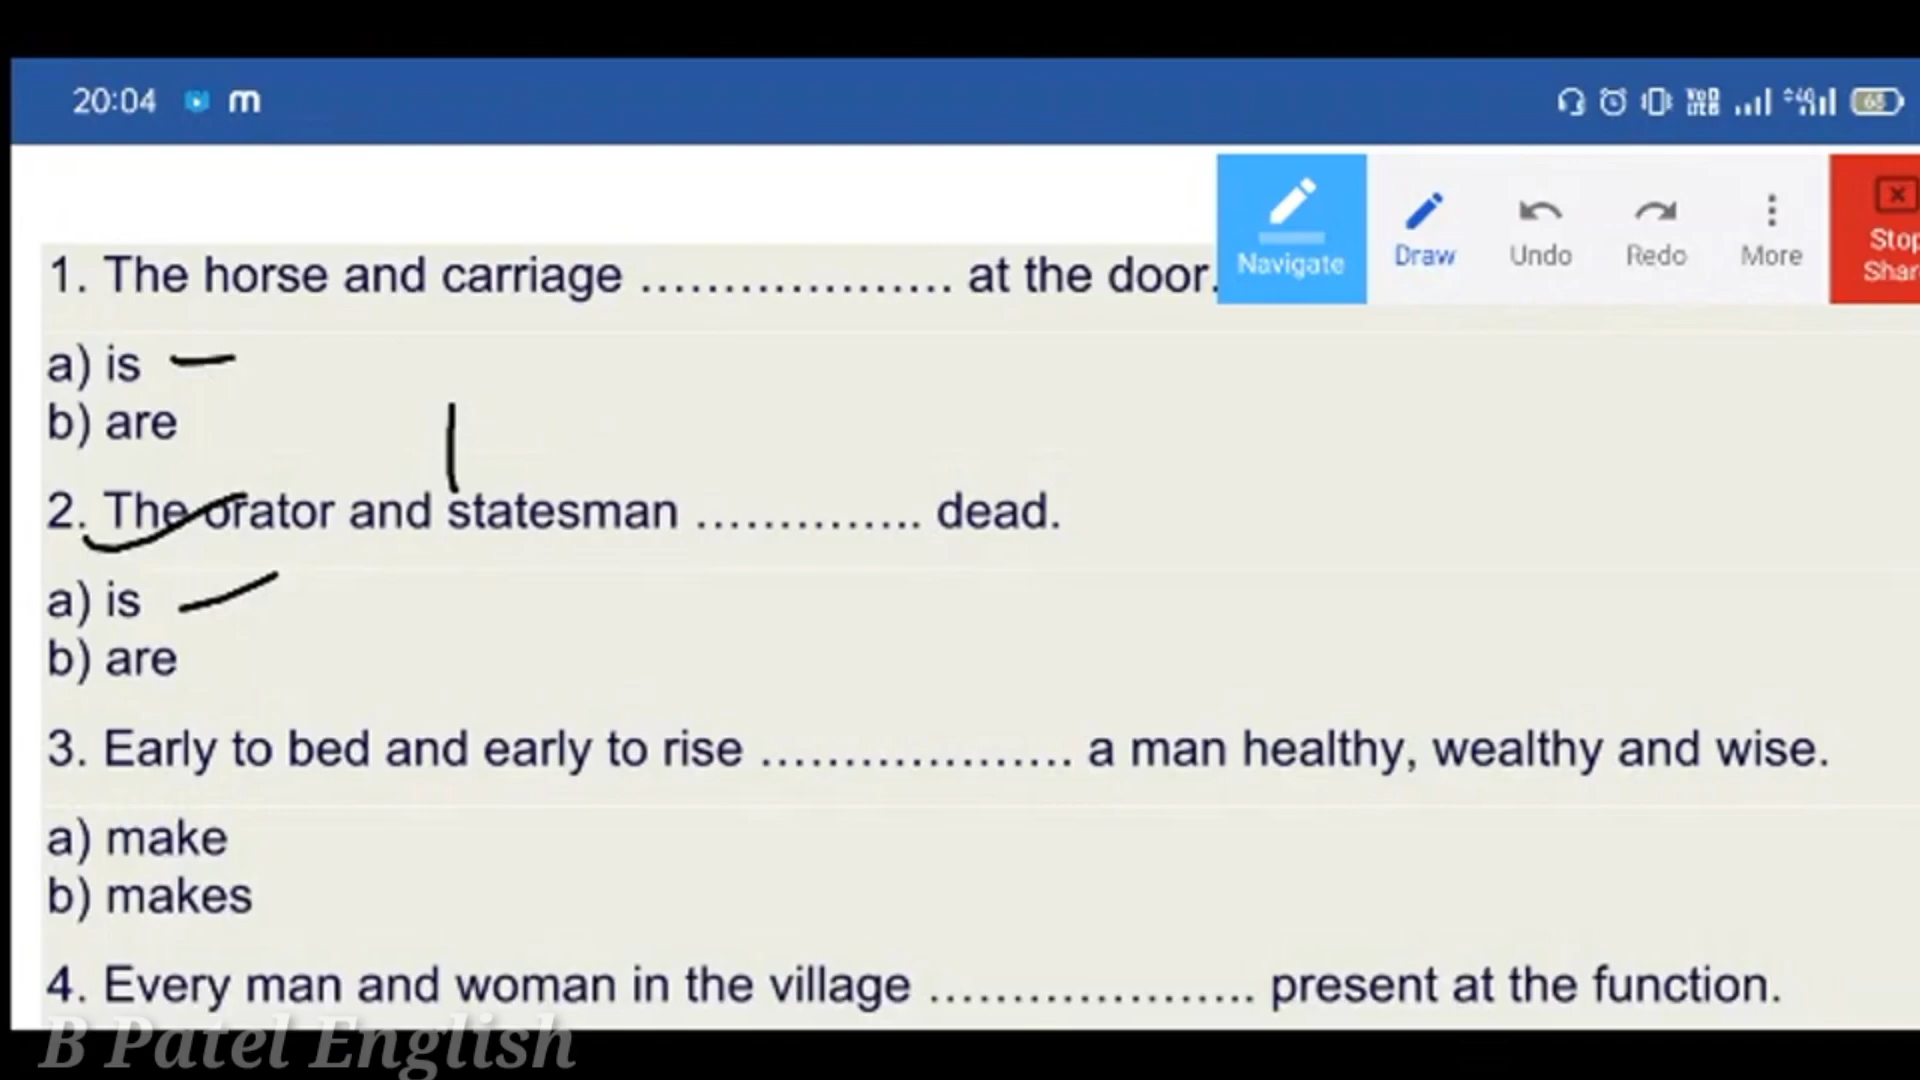 20:04 m
68
Navigate Draw Undo Redo More Stop
Shar
1. The horse and carriage ................... at the door.
a) is
b) are
2. The orator and statesman .............. dead.
a) is
b) are
3. Early to bed and early to rise ................... a man healthy, wealthy and wise.
a) make
b) makes
4. Every man and woman in the village .................... present at the function.
B Patel English